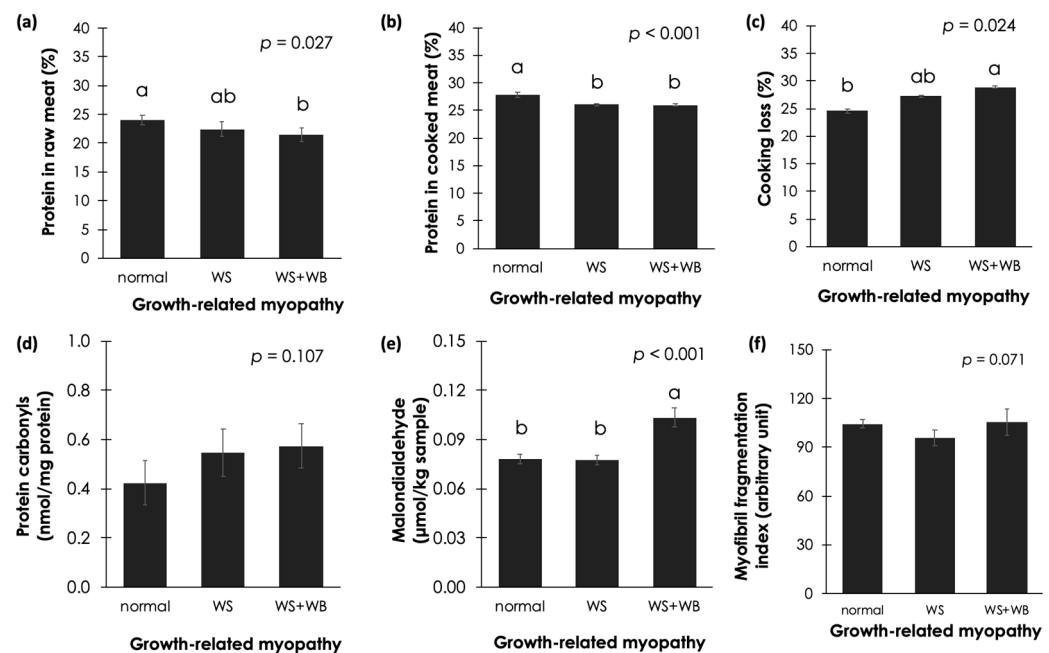 (a)
p = 0.027
Protein in raw meat (%)
40
35
30
25
20
15
10
5
0
a
ab
b
normal
WS
WS+WB
Growth-related myopathy
(b)
p < 0.001
Protein in cooked meat (%)
40
35
30
25
20
15
10
5
0
a
b
b
normal
WS
WS+WB
Growth-related myopathy
(c)
p = 0.024
Cooking loss (%)
40
35
30
25
20
15
10
5
0
b
ab
a
normal
WS
WS+WB
Growth-related myopathy
(d)
p = 0.107
Protein carbonyls
(nmol/mg protein)
1.0
0.8
0.6
0.4
0.2
0.0
normal
WS
WS+WB
Growth-related myopathy
(e)
p < 0.001
Malondialdehyde
(µmol/kg sample)
0.15
0.12
0.09
0.06
0.03
0.00
b
b
a
normal
WS
WS+WB
Growth-related myopathy
(f)
p = 0.071
Myofibril fragmentation
index (arbitrary unit)
150
120
90
60
30
0
normal
WS
WS+WB
Growth-related myopathy